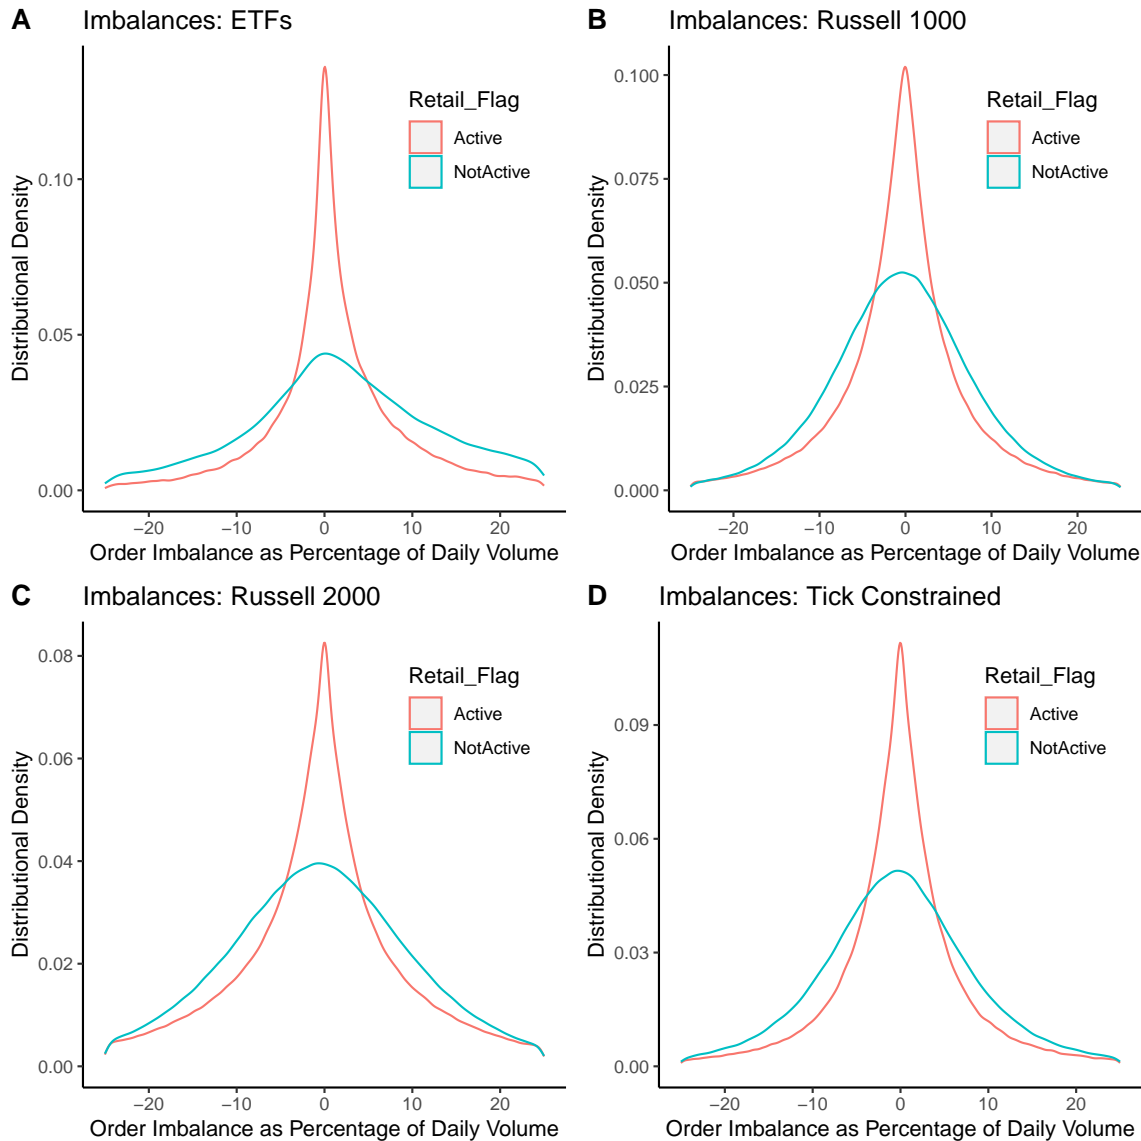 A Imbalances: ETFs
Distributional Density
0.10
0.05
0.00
Retail_Flag
Active
NotActive
−20 −10 0 10 20
Order Imbalance as Percentage of Daily Volume
B Imbalances: Russell 1000
Distributional Density
0.100
0.075
0.050
0.025
0.000
Retail_Flag
Active
NotActive
−20 −10 0 10 20
Order Imbalance as Percentage of Daily Volume
C Imbalances: Russell 2000
Distributional Density
0.08
0.06
0.04
0.02
0.00
Retail_Flag
Active
NotActive
−20 −10 0 10 20
Order Imbalance as Percentage of Daily Volume
D Imbalances: Tick Constrained
Distributional Density
0.09
0.06
0.03
0.00
Retail_Flag
Active
NotActive
−20 −10 0 10 20
Order Imbalance as Percentage of Daily Volume